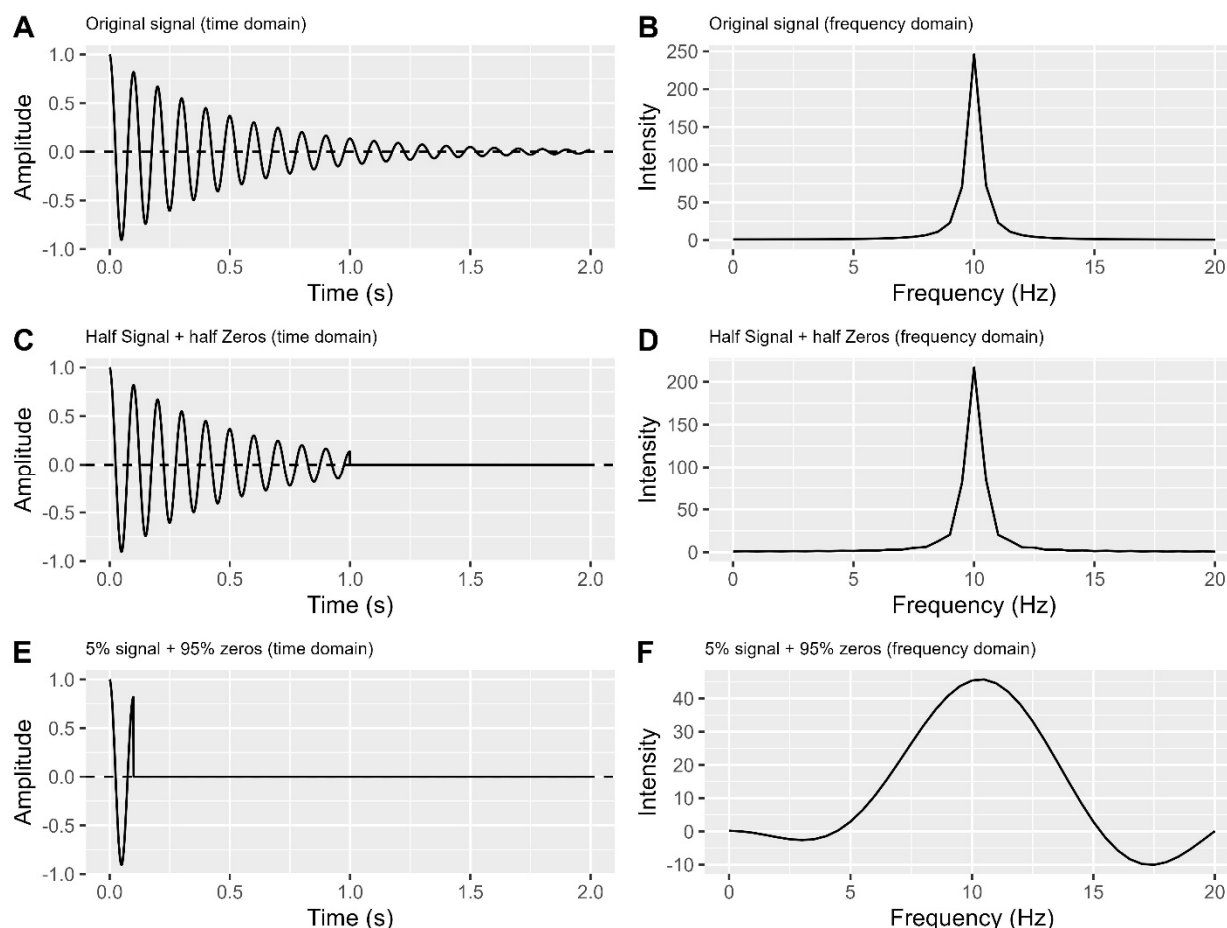 A Original signal (time domain)
1.0
0.5
0.0
-0.5
-1.0
Amplitude
0.0 0.5 1.0 1.5 2.0
Time (s)
B Original signal (frequency domain)
250
200
150
100
50
0
Intensity
0 5 10 15 20
Frequency (Hz)
C Half Signal + half Zeros (time domain)
1.0
0.5
0.0
-0.5
-1.0
Amplitude
0.0 0.5 1.0 1.5 2.0
Time (s)
D Half Signal + half Zeros (frequency domain)
200
150
100
50
0
Intensity
0 5 10 15 20
Frequency (Hz)
E 5% signal + 95% zeros (time domain)
1.0
0.5
0.0
-0.5
-1.0
Amplitude
0.0 0.5 1.0 1.5 2.0
Time (s)
F 5% signal + 95% zeros (frequency domain)
40
30
20
10
0
-10
Intensity
0 5 10 15 20
Frequency (Hz)